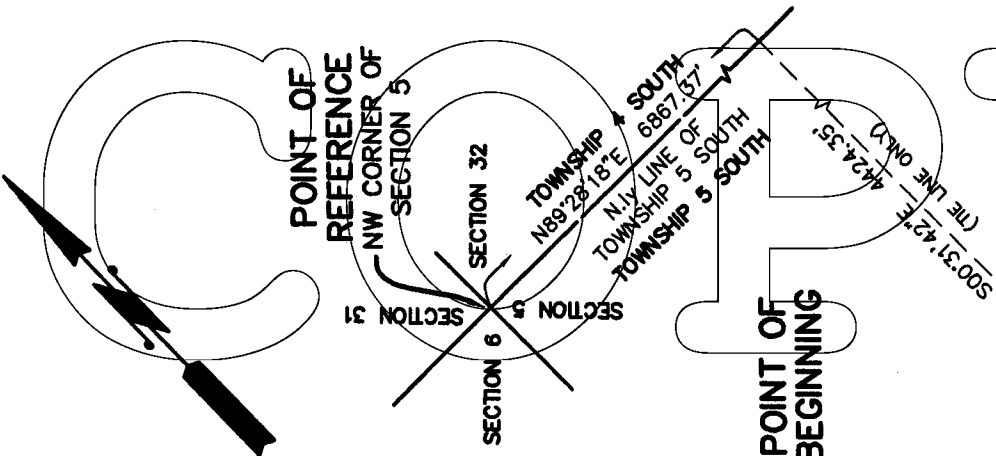 POINT OF
REFERENCE
NW CORNER OF
SECTION 5
SECTION 32
SECTION 31
SECTION 5
SECTION 6
TOWNSHIP 4 SOUTH
N89°28'18"E 6867.37'
N.ly LINE OF
TOWNSHIP 5 SOUTH
TOWNSHIP 5 SOUTH
S00°31'42"E 4424.35'
(TIE LINE ONLY)
POINT OF
BEGINNING
COP